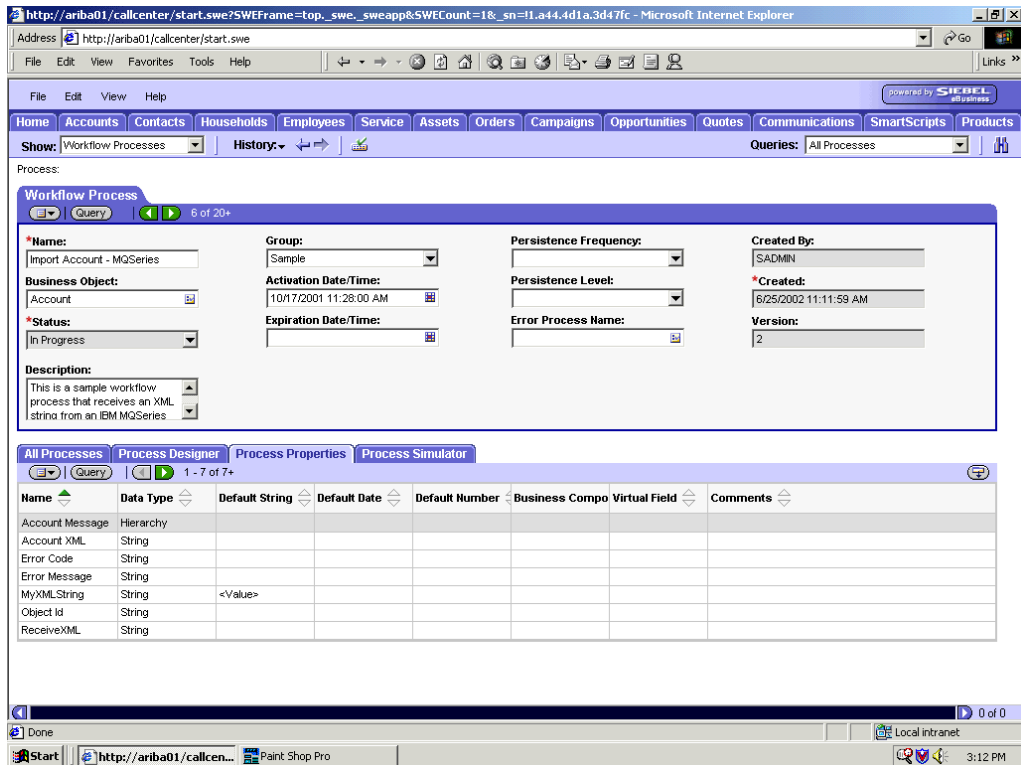 http://ariba01/callcenter/start.swe?SWEFrame=top._swe._sweapp&SWECount=1&_sn=!1.a44.4d1a.3d47fc - Microsoft Internet Explorer
Address http://ariba01/callcenter/start.swe Go
File Edit View Favorites Tools Help Links »
File Edit View Help powered by SIEBEL eBusiness
Home Accounts Contacts Households Employees Service Assets Orders Campaigns Opportunities Quotes Communications SmartScripts Products
Show: Workflow Processes History: Queries: All Processes
Process:
Workflow Process
Query 6 of 20+
*Name: Group: Persistence Frequency: Created By:
Import Account - MQSeries Sample SADMIN
Business Object: Activation Date/Time: Persistence Level: *Created:
Account 10/17/2001 11:28:00 AM 6/25/2002 11:11:59 AM
*Status: Expiration Date/Time: Error Process Name: Version:
In Progress 2
Description:
This is a sample workflow
process that receives an XML
string from an IBM MQSeries
All Processes Process Designer Process Properties Process Simulator
Query 1 - 7 of 7+
Name Data Type Default String Default Date Default Number Business Compo Virtual Field Comments
Account Message Hierarchy
Account XML String
Error Code String
Error Message String
MyXMLString String <Value>
Object Id String
ReceiveXML String
0 of 0
Done Local intranet
Start http://ariba01/callcen... Paint Shop Pro 3:12 PM